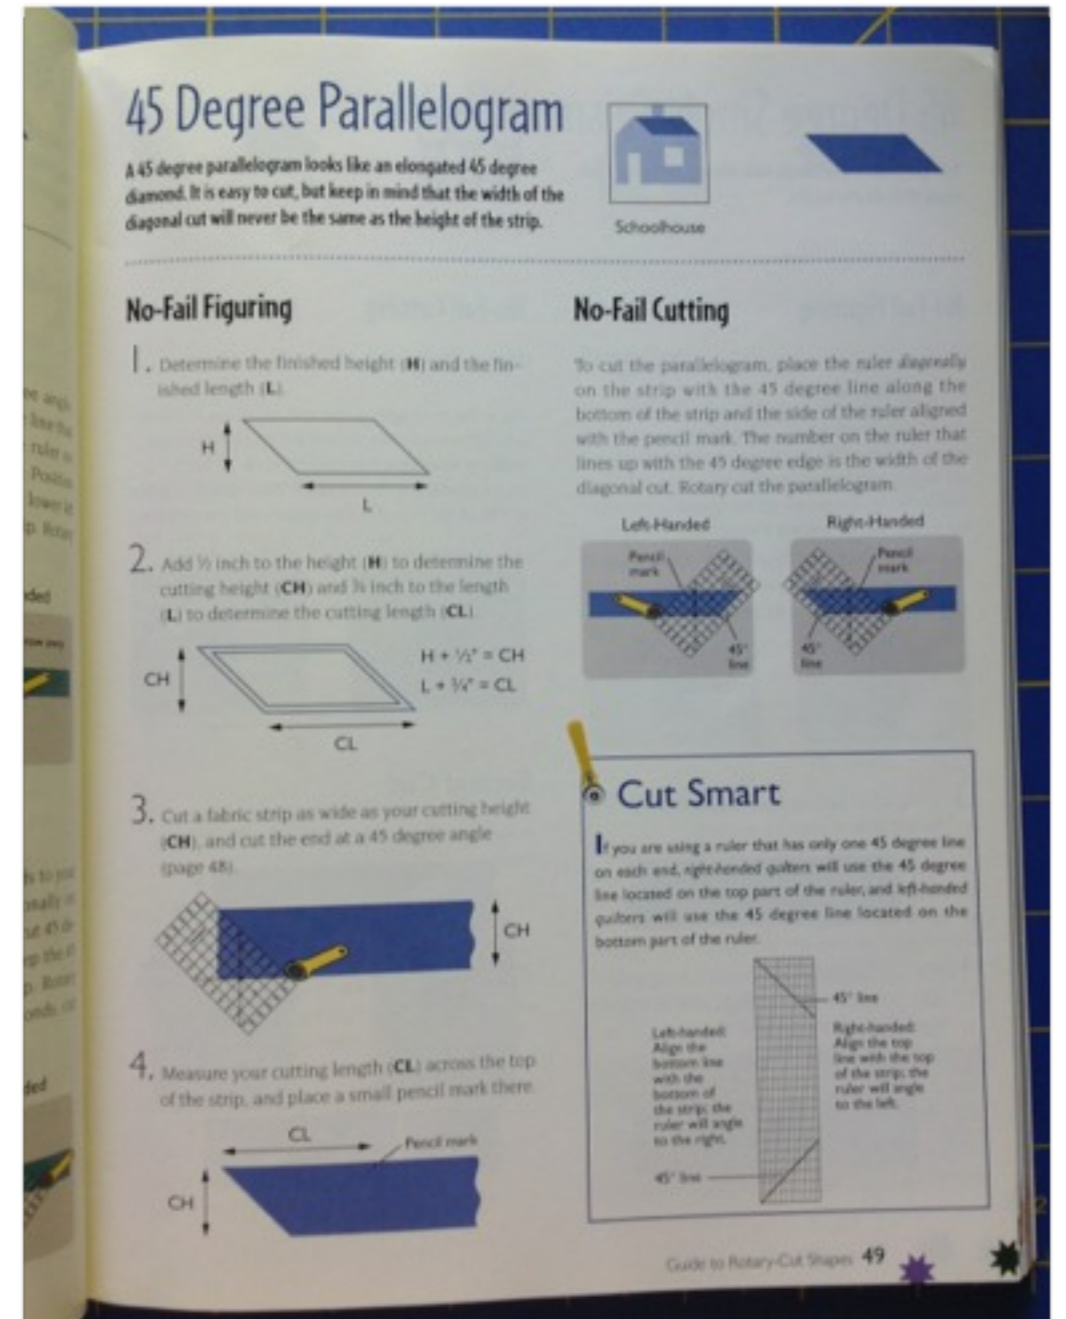 45 Degree Parallelogram
A 45 degree parallelogram looks like an elongated 45 degree
diamond. It is easy to cut, but keep in mind that the width of the
diagonal cut will never be the same as the height of the strip.
Schoolhouse
No-Fail Figuring
1. Determine the finished height (H) and the fin-
ished length (L).
H
L
2. Add ½ inch to the height (H) to determine the
cutting height (CH) and ¾ inch to the length
(L) to determine the cutting length (CL).
CH
H + ½" = CH
L + ¾" = CL
CL
3. Cut a fabric strip as wide as your cutting height
(CH), and cut the end at a 45 degree angle
(page 48).
CH
4. Measure your cutting length (CL) across the top
of the strip, and place a small pencil mark there.
CL
Pencil mark
CH
No-Fail Cutting
To cut the parallelogram, place the ruler diagonally
on the strip with the 45 degree line along the
bottom of the strip and the side of the ruler aligned
with the pencil mark. The number on the ruler that
lines up with the 45 degree edge is the width of the
diagonal cut. Rotary cut the parallelogram.
Left-Handed
Right-Handed
Pencil
mark
45°
line
Pencil
mark
45°
line
Cut Smart
If you are using a ruler that has only one 45 degree line
on each end, right-handed quilters will use the 45 degree
line located on the top part of the ruler, and left-handed
quilters will use the 45 degree line located on the
bottom part of the ruler.
45° line
Left-handed:
Align the
bottom line
with the
bottom of
the strip; the
ruler will angle
to the right.
Right-handed:
Align the top
line with the top
of the strip; the
ruler will angle
to the left.
45° line
Guide to Rotary-Cut Shapes 49